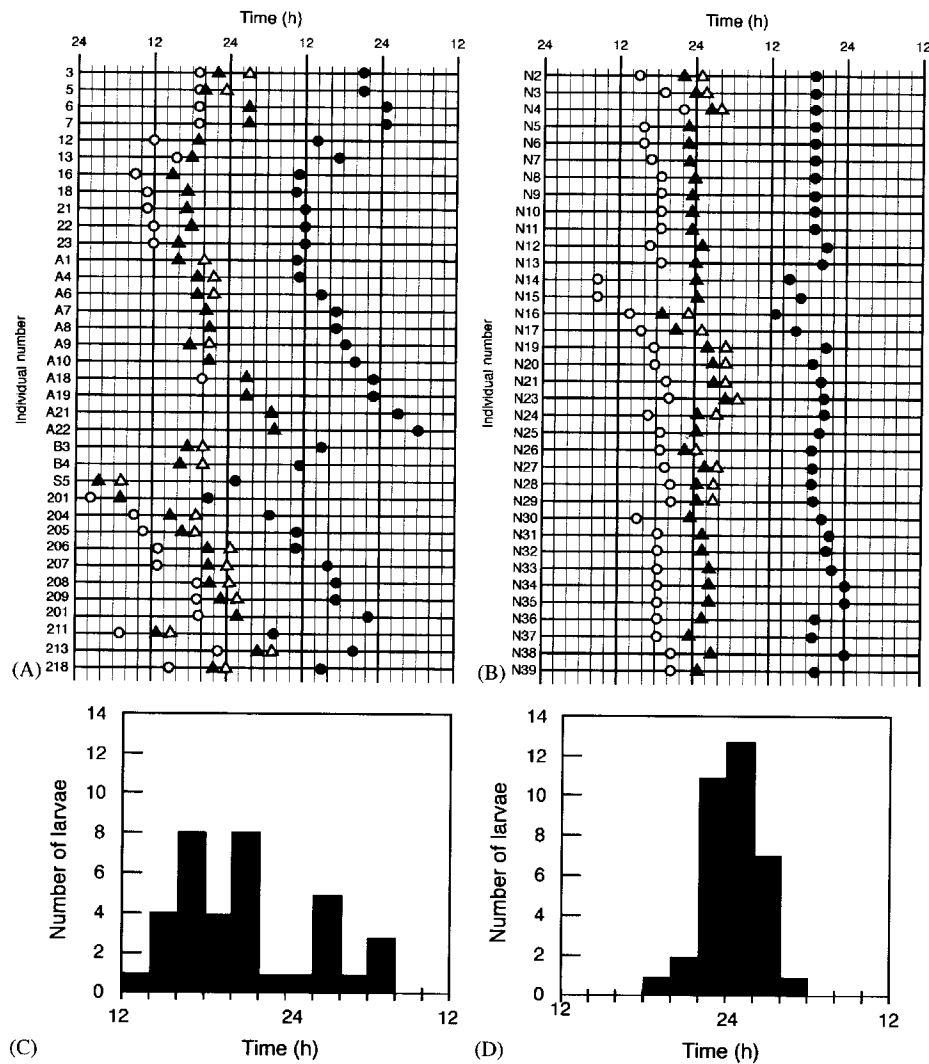 Time (h)
24 12 24 12 24 12
Individual number
3
5
6
7
12
13
16
18
21
22
23
A1
A4
A6
A7
A8
A9
A10
A18
A19
A21
A22
B3
B4
S5
201
204
205
206
207
208
209
201
211
213
218
(A)
Time (h)
24 12 24 12 24 12
Individual number
N2
N3
N4
N5
N6
N7
N8
N9
N10
N11
N12
N13
N14
N15
N16
N17
N19
N20
N21
N23
N24
N25
N26
N27
N28
N29
N30
N31
N32
N33
N34
N35
N36
N37
N38
N39
(B)
Number of larvae
14
12
10
8
6
4
2
0
12 24 12
Time (h)
(C)
Number of larvae
14
12
10
8
6
4
2
0
12 24 12
Time (h)
(D)